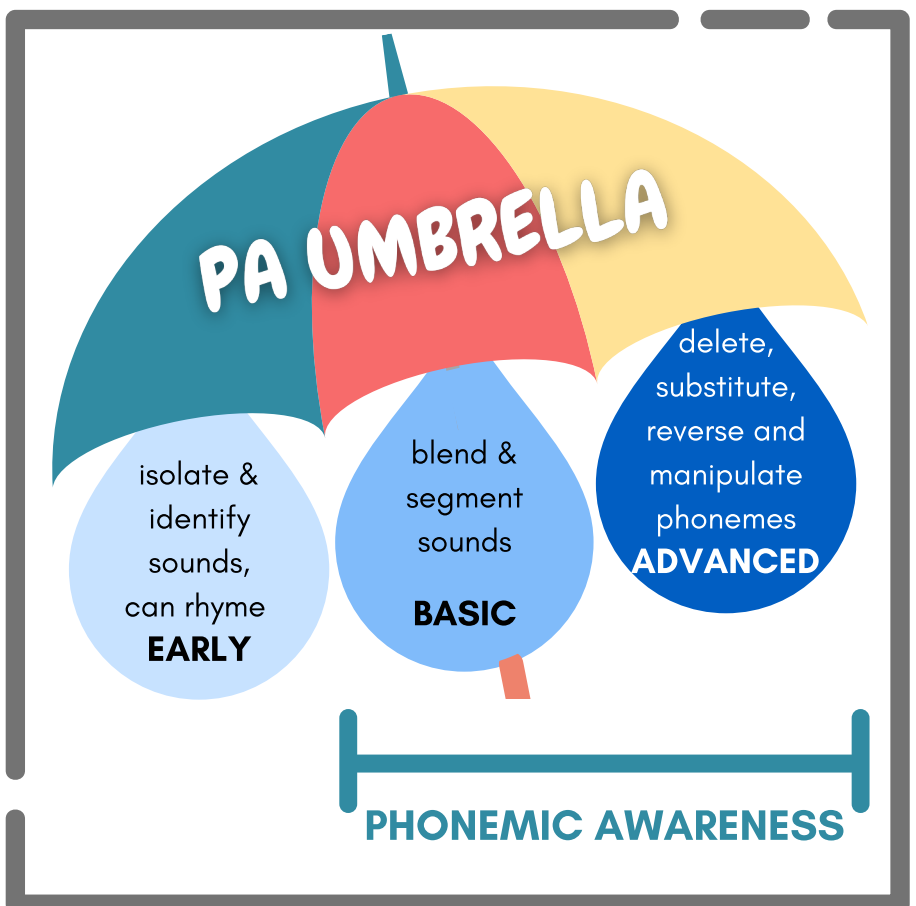 PA UMBRELLA
isolate &
identify
sounds,
can rhyme
EARLY
blend &
segment
sounds
BASIC
delete,
substitute,
reverse and
manipulate
phonemes
ADVANCED
PHONEMIC AWARENESS